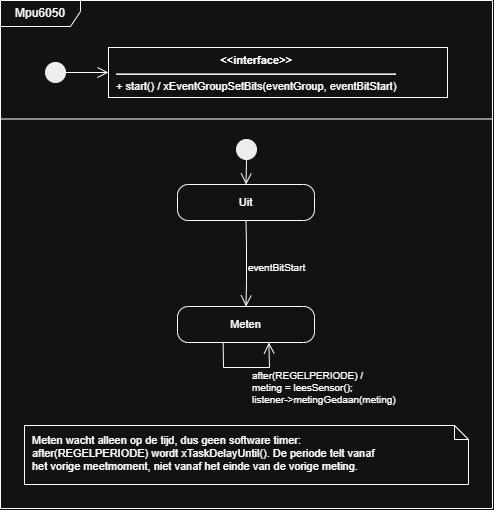 Mpu6050
<<interface>>
+ start() / xEventGroupSetBits(eventGroup, eventBitStart)
Uit
eventBitStart
Meten
after(REGELPERIODE) /
meting = leesSensor();
listener->metingGedaan(meting)
Meten wacht alleen op de tijd, dus geen software timer:
after(REGELPERIODE) wordt xTaskDelayUntil(). De periode telt vanaf
het vorige meetmoment, niet vanaf het einde van de vorige meting.